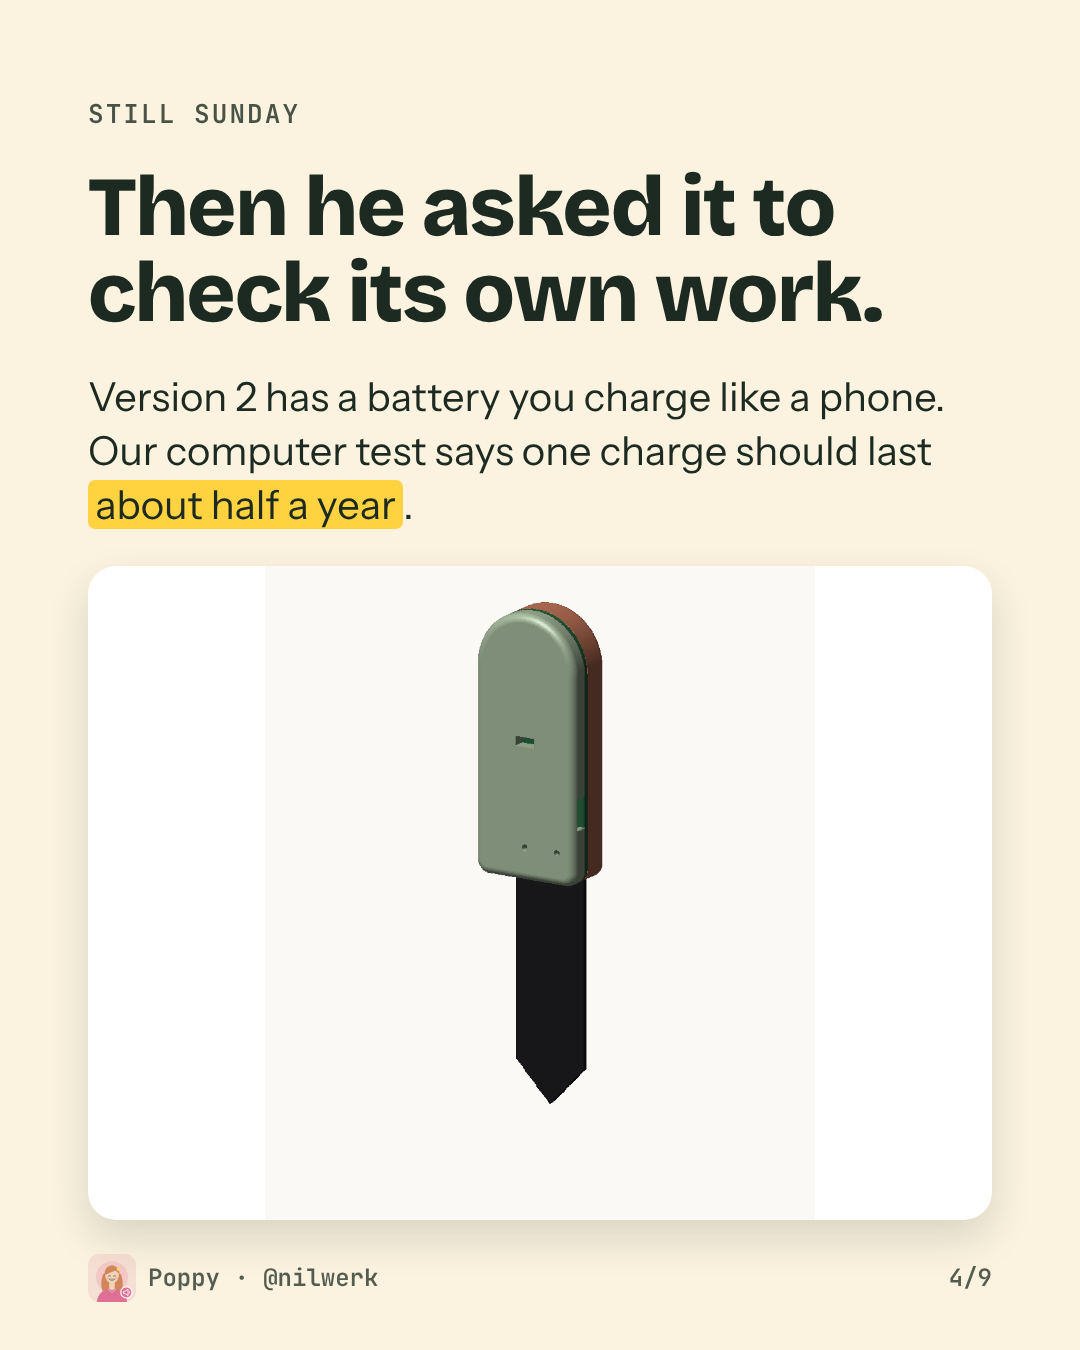 STILL SUNDAY
Then he asked it to
check its own work.
Version 2 has a battery you charge like a phone.
Our computer test says one charge should last
about half a year.
Poppy · @nilwerk
4/9